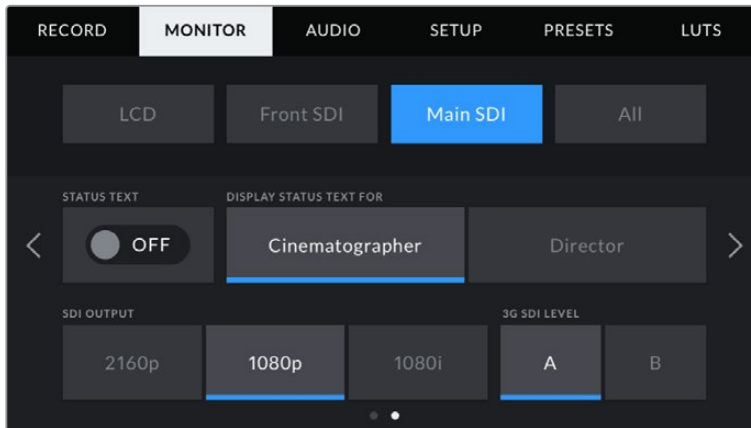 RECORD MONITOR AUDIO SETUP PRESETS LUTS
LCD Front SDI Main SDI All
STATUS TEXT DISPLAY STATUS TEXT FOR
OFF Cinematographer Director
SDI OUTPUT 3G SDI LEVEL
2160p 1080p 1080i A B